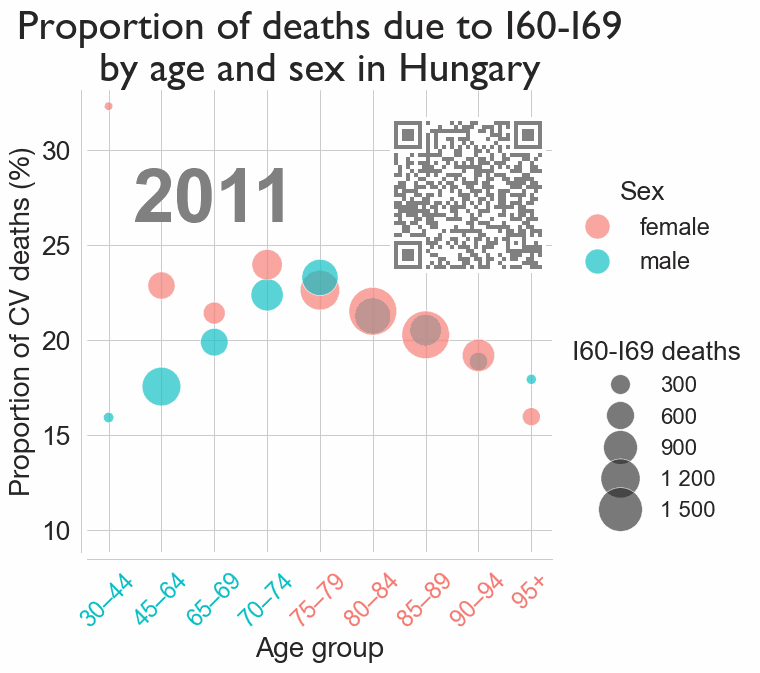 Proportion of deaths due to I60-I69
by age and sex in Hungary
2011
Proportion of CV deaths (%)
30
25
20
15
10
30–44
45–64
65–69
70–74
75–79
80–84
85–89
90–94
95+
Age group
Sex
female
male
I60-I69 deaths
300
600
900
1 200
1 500